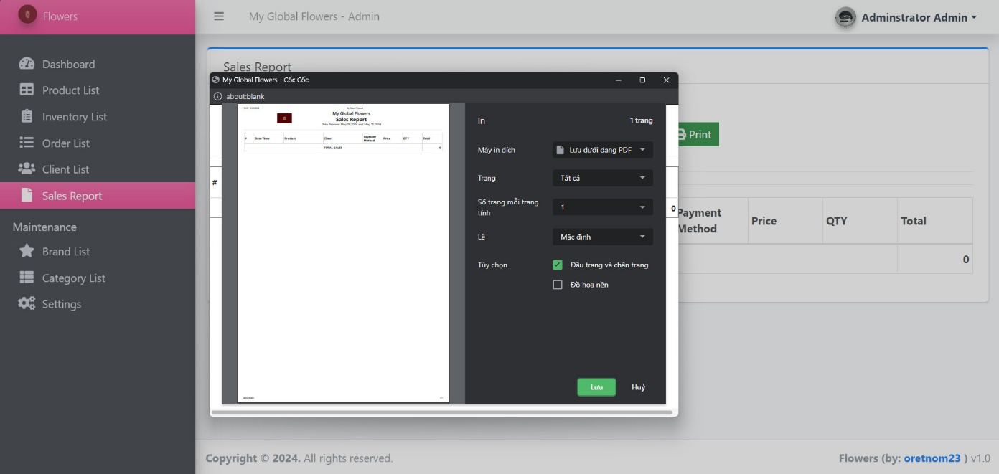 Flowers
My Global Flowers - Admin
Adminstrator Admin
Dashboard
Product List
Inventory List
Order List
Client List
Sales Report
Maintenance
Brand List
Category List
Settings
Sales Report
Print
#
0
Payment
Method
Price
QTY
Total
0
My Global Flowers - Cốc Cốc
about:blank
My Global Flowers
My Global Flowers
Sales Report
Date Between May 08,2024 and May 15,2024
# Date Time Product Client Payment Method Price QTY Total
TOTAL SALES 0
In
1 trang
Máy in đích
Lưu dưới dạng PDF
Trang
Tất cả
Số trang mỗi trang
tính
1
Lề
Mặc định
Tùy chọn
Đầu trang và chân trang
Đồ họa nền
Lưu
Huỷ
Copyright © 2024. All rights reserved.
Flowers (by: oretnom23 ) v1.0